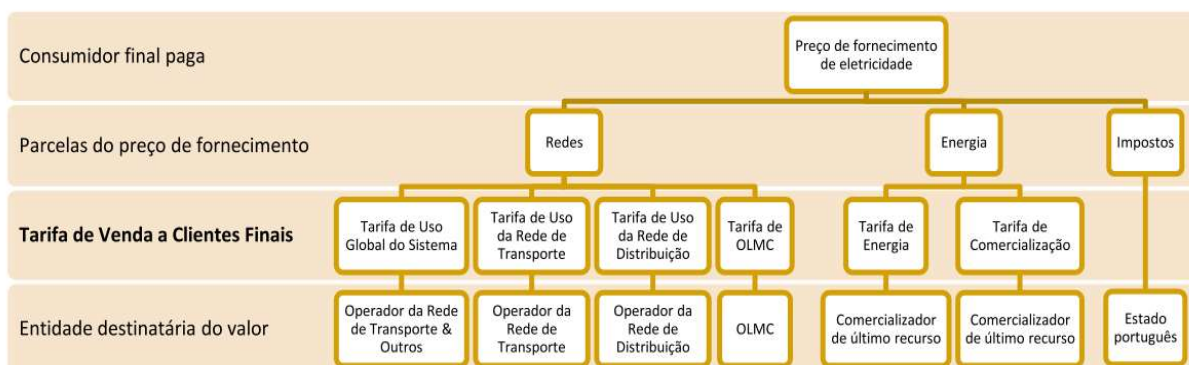 Consumidor final paga
Preço de fornecimento
de eletricidade
Parcelas do preço de fornecimento
Redes
Energia
Impostos
Tarifa de Venda a Clientes Finais
Tarifa de Uso
Global do Sistema
Tarifa de Uso
da Rede de
Transporte
Tarifa de Uso
da Rede de
Distribuição
Tarifa de
OLMC
Tarifa de
Energia
Tarifa de
Comercialização
Entidade destinatária do valor
Operador da Rede
de Transporte &
Outros
Operador da
Rede de
Transporte
Operador da
Rede de
Distribuição
OLMC
Comercializador
de último recurso
Comercializador
de último recurso
Estado
português